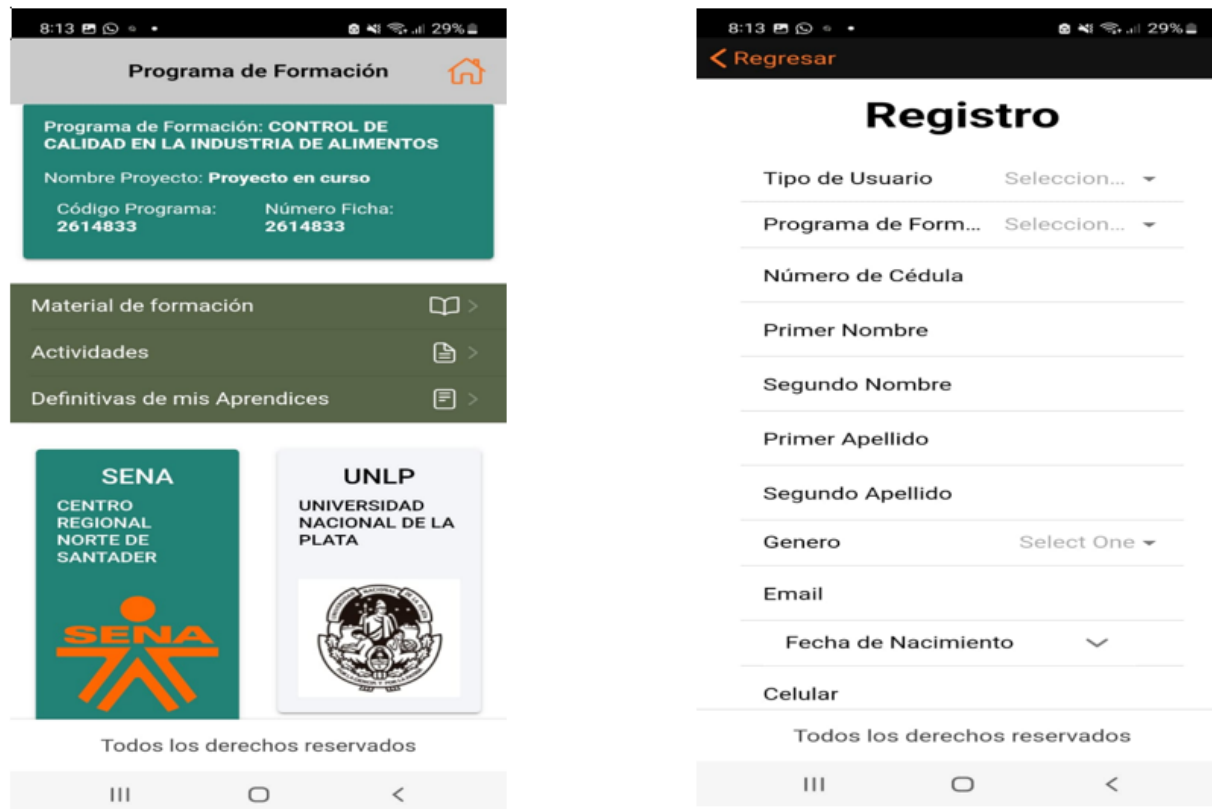 8:13
29%
Programa de Formación
Programa de Formación: CONTROL DE
CALIDAD EN LA INDUSTRIA DE ALIMENTOS
Nombre Proyecto: Proyecto en curso
Código Programa: Número Ficha:
2614833 2614833
Material de formación
Actividades
Definitivas de mis Aprendices
SENA
CENTRO
REGIONAL
NORTE DE
SANTADER
SENA
UNLP
UNIVERSIDAD
NACIONAL DE LA
PLATA
Todos los derechos reservados
8:13
29%
Regresar
Registro
Tipo de Usuario Seleccion...
Programa de Form... Seleccion...
Número de Cédula
Primer Nombre
Segundo Nombre
Primer Apellido
Segundo Apellido
Genero Select One
Email
Fecha de Nacimiento
Celular
Todos los derechos reservados